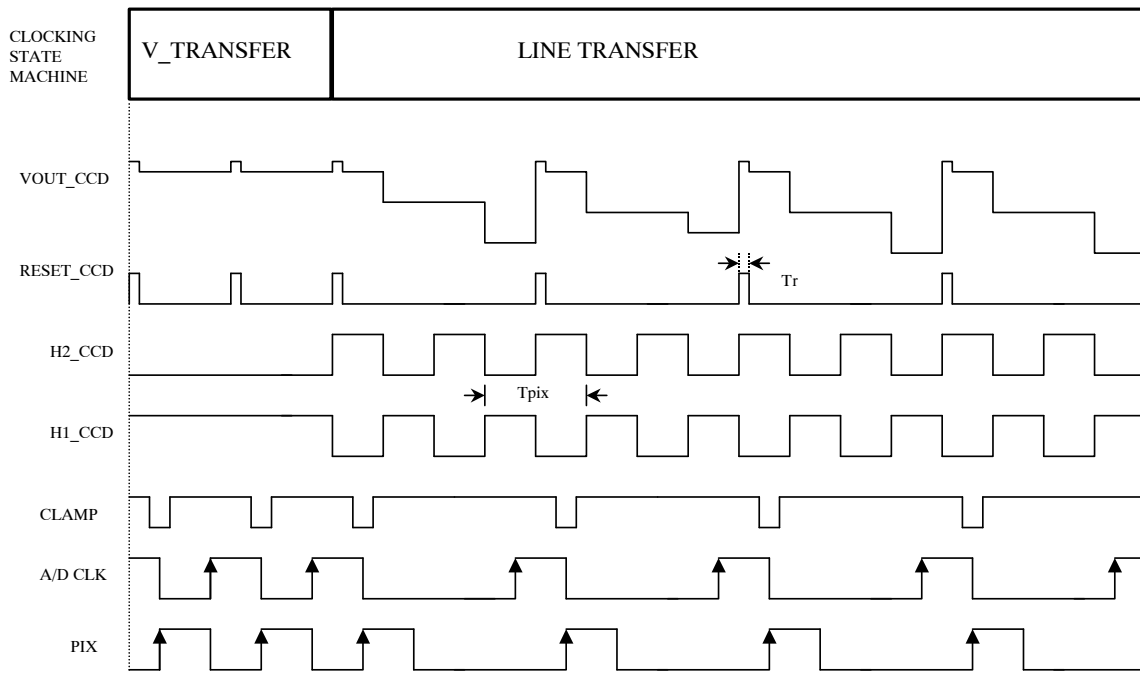 CLOCKING
STATE
MACHINE
V_TRANSFER
LINE TRANSFER
VOUT_CCD
RESET_CCD
Tr
H2_CCD
Tpix
H1_CCD
CLAMP
A/D CLK
PIX